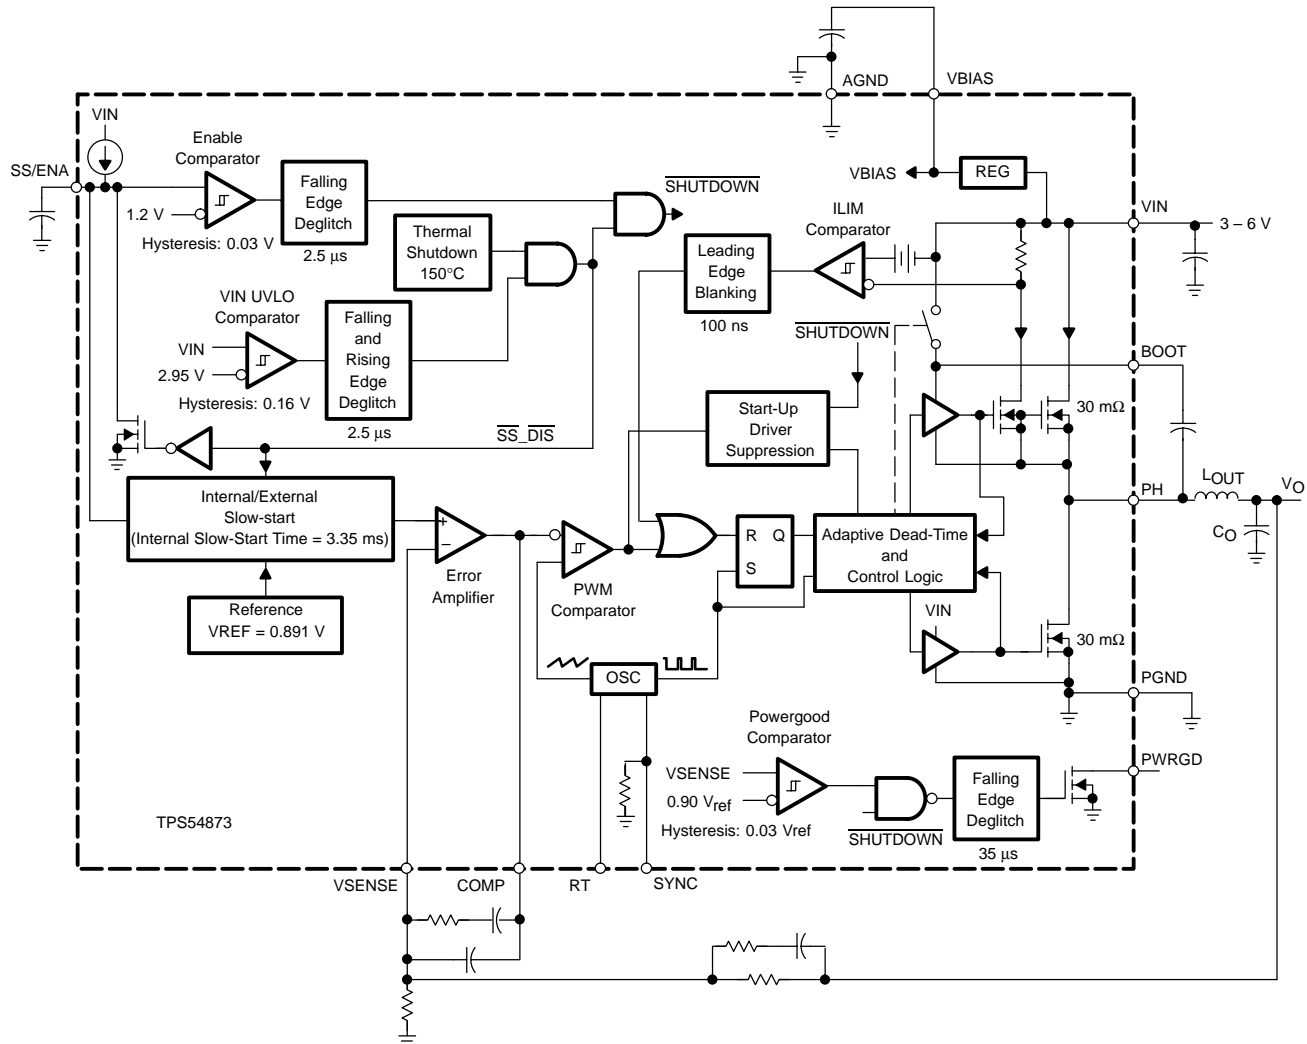 AGND
VBIAS
VIN
SS/ENA
Enable
Comparator
1.2 V
Hysteresis: 0.03 V
Falling
Edge
Deglitch
2.5 µs
Thermal
Shutdown
150°C
SHUTDOWN
VBIAS
REG
ILIM
Comparator
Leading
Edge
Blanking
100 ns
VIN
3 – 6 V
VIN UVLO
Comparator
VIN
2.95 V
Hysteresis: 0.16 V
Falling
and
Rising
Edge
Deglitch
2.5 µs
SHUTDOWN
BOOT
Start-Up
Driver
Suppression
30 mΩ
SS_DIS
Internal/External
Slow-start
(Internal Slow-Start Time = 3.35 ms)
Reference
VREF = 0.891 V
+
−
Error
Amplifier
PWM
Comparator
R Q
S
Adaptive Dead-Time
and
Control Logic
PH
LOUT
VO
CO
VIN
30 mΩ
OSC
PGND
Powergood
Comparator
VSENSE
0.90 Vref
Hysteresis: 0.03 Vref
SHUTDOWN
Falling
Edge
Deglitch
35 µs
PWRGD
TPS54873
VSENSE
COMP
RT
SYNC